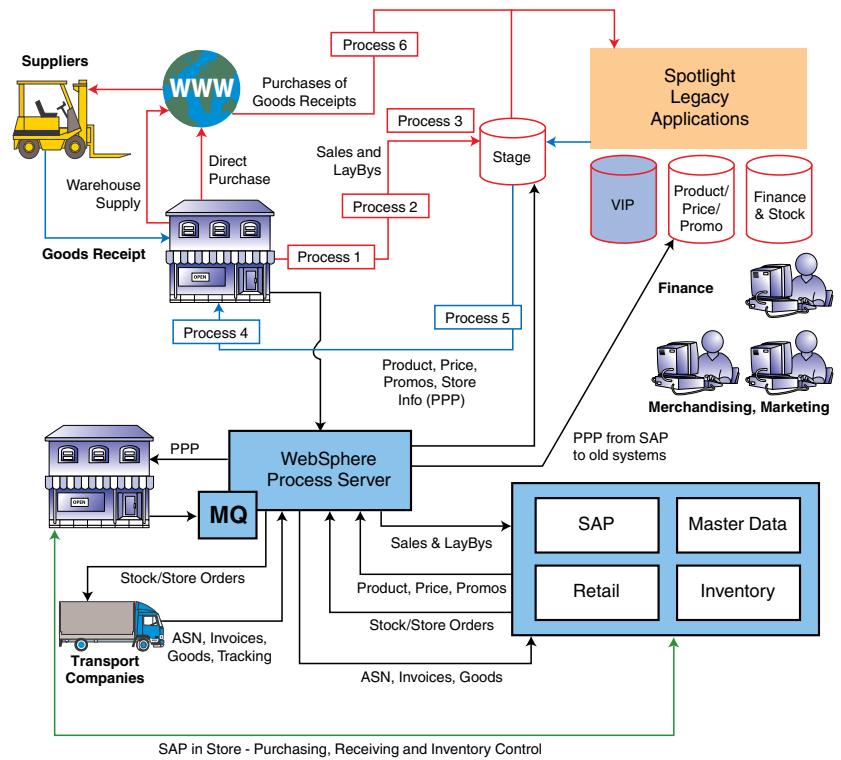 Process 6
Suppliers
WWW
Purchases of
Goods Receipts
Spotlight
Legacy
Applications
Process 3
Stage
Sales and
LayBys
Direct
Purchase
Warehouse
Supply
Process 2
VIP
Product/
Price/
Promo
Finance
& Stock
Goods Receipt
Process 1
OPEN
Finance
Process 4
Process 5
Product, Price,
Promos, Store
Info (PPP)
Merchandising, Marketing
PPP from SAP
to old systems
PPP
WebSphere
Process Server
OPEN
MQ
SAP
Master Data
Sales & LayBys
Stock/Store Orders
Product, Price, Promos
Retail
Inventory
Stock/Store Orders
ASN, Invoices,
Goods, Tracking
Transport
Companies
ASN, Invoices, Goods
SAP in Store - Purchasing, Receiving and Inventory Control